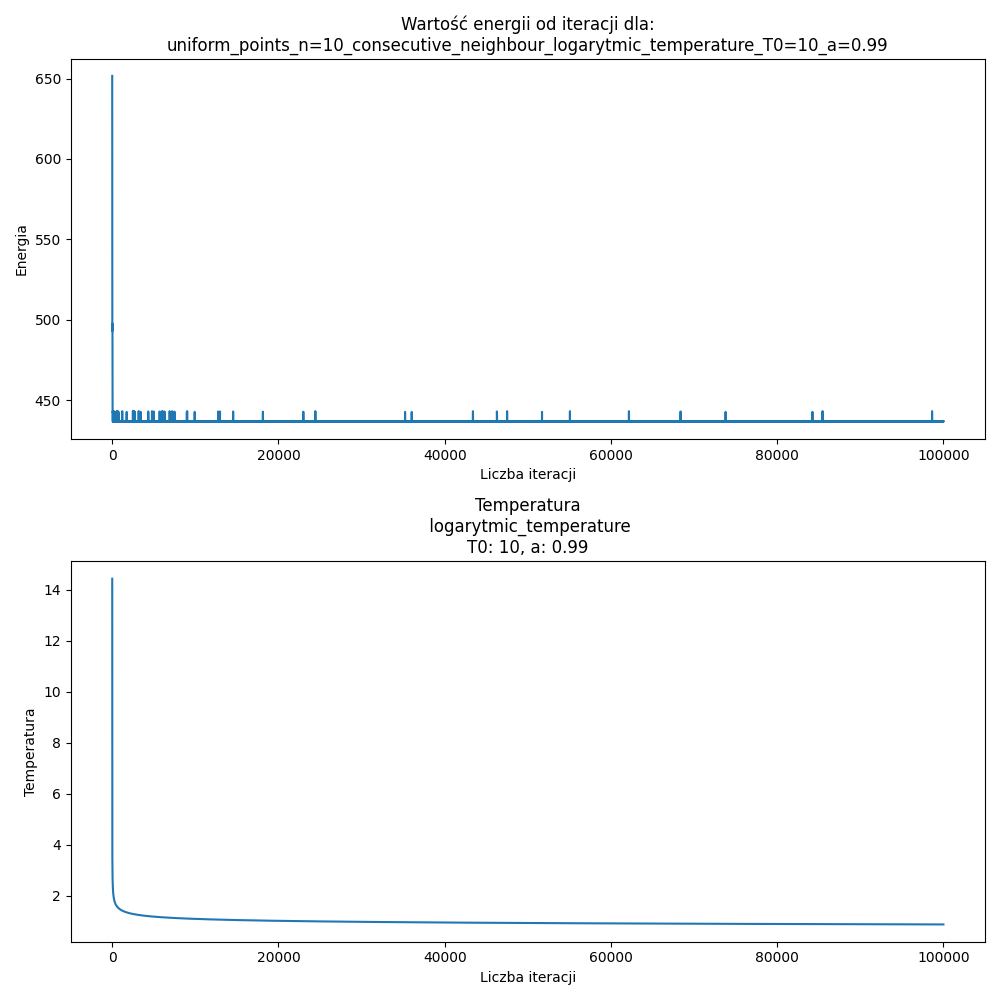 Wartość energii od iteracji dla:
uniform_points_n=10_consecutive_neighbour_logarytmic_temperature_T0=10_a=0.99
650
600
550
500
450
Energia
0
20000
40000
60000
80000
100000
Liczba iteracji
Temperatura
logarytmic_temperature
T0: 10, a: 0.99
14
12
10
8
6
4
2
Temperatura
0
20000
40000
60000
80000
100000
Liczba iteracji